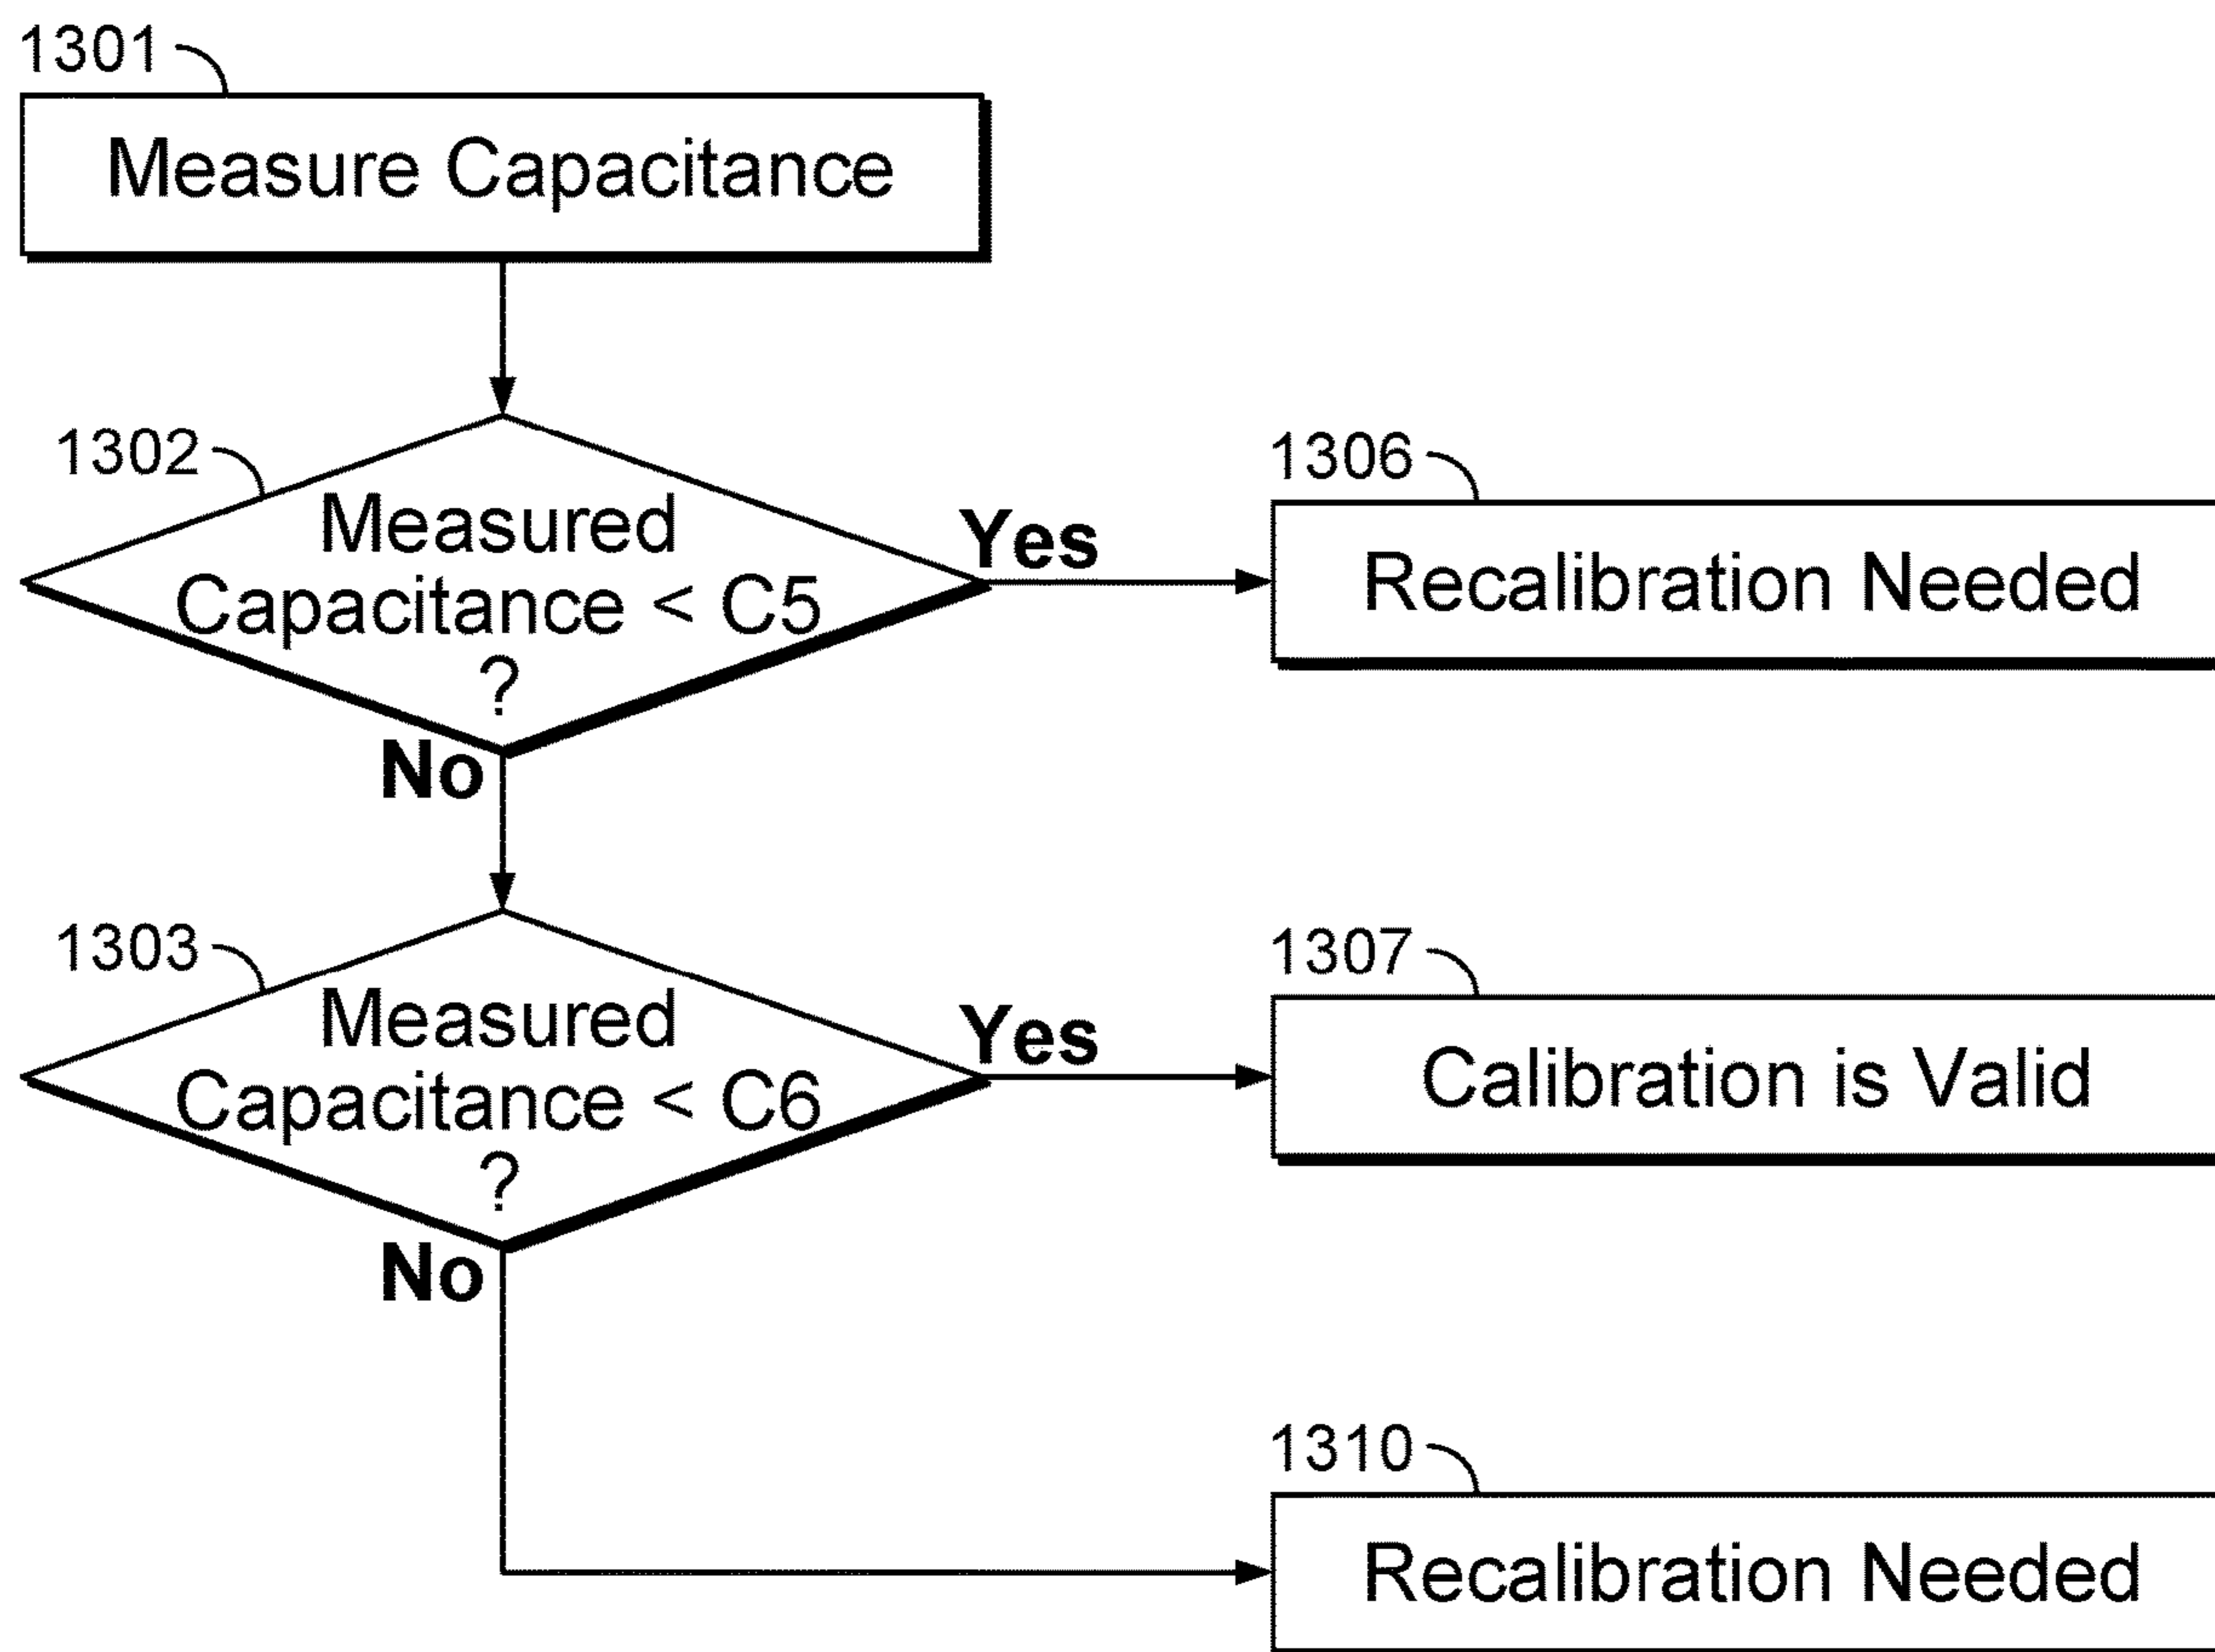 1301
Measure Capacitance
1302
Measured
Capacitance < C5
?
Yes
No
1306
Recalibration Needed
1303
Measured
Capacitance < C6
?
Yes
No
1307
Calibration is Valid
1310
Recalibration Needed